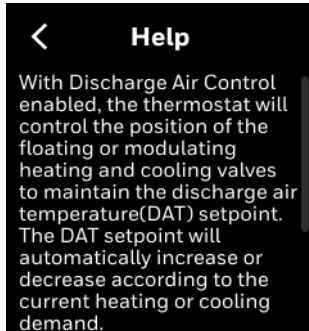 Help
With Discharge Air Control
enabled, the thermostat will
control the position of the
floating or modulating
heating and cooling valves
to maintain the discharge air
temperature(DAT) setpoint.
The DAT setpoint will
automatically increase or
decrease according to the
current heating or cooling
demand.